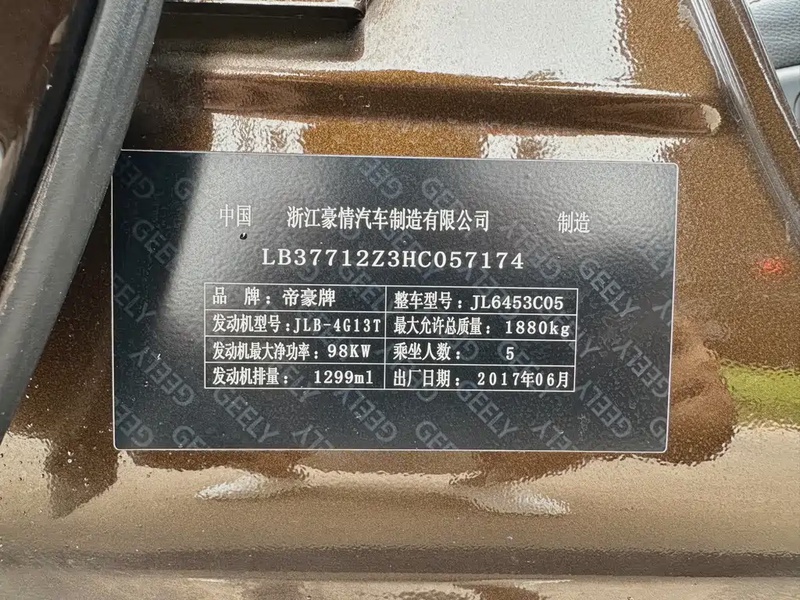 中国 浙江豪情汽车制造有限公司 制造
LB37712Z3HC057174
品 牌: 帝豪牌 整车型号: JL6453C05
发动机型号: JLB-4G13T 最大允许总质量: 1880kg
发动机最大净功率: 98KW 乘坐人数: 5
发动机排量: 1299ml 出厂日期: 2017年06月
GEELY